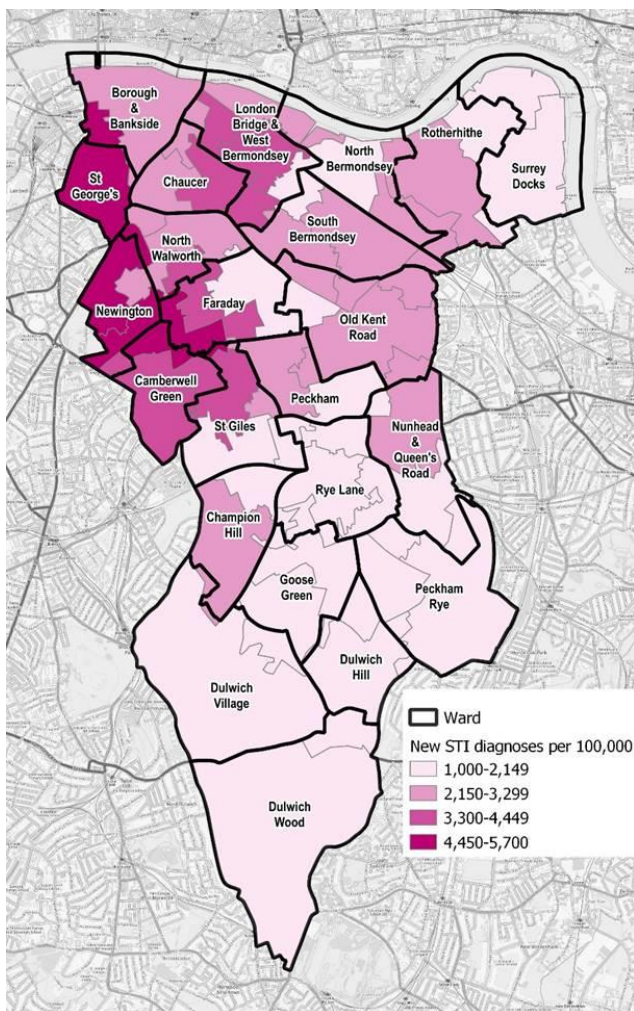 Borough
&
Bankside
London
Bridge &
West
Bermondsey
North
Bermondsey
Rotherhithe
Surrey
Docks
St
George's
Chaucer
South
Bermondsey
North
Walworth
Newington
Faraday
Old Kent
Road
Camberwell
Green
Peckham
St Giles
Nunhead
&
Queen's
Road
Rye Lane
Champion
Hill
Goose
Green
Peckham
Rye
Dulwich
Village
Dulwich
Hill
Dulwich
Wood
Ward
New STI diagnoses per 100,000
1,000-2,149
2,150-3,299
3,300-4,449
4,450-5,700